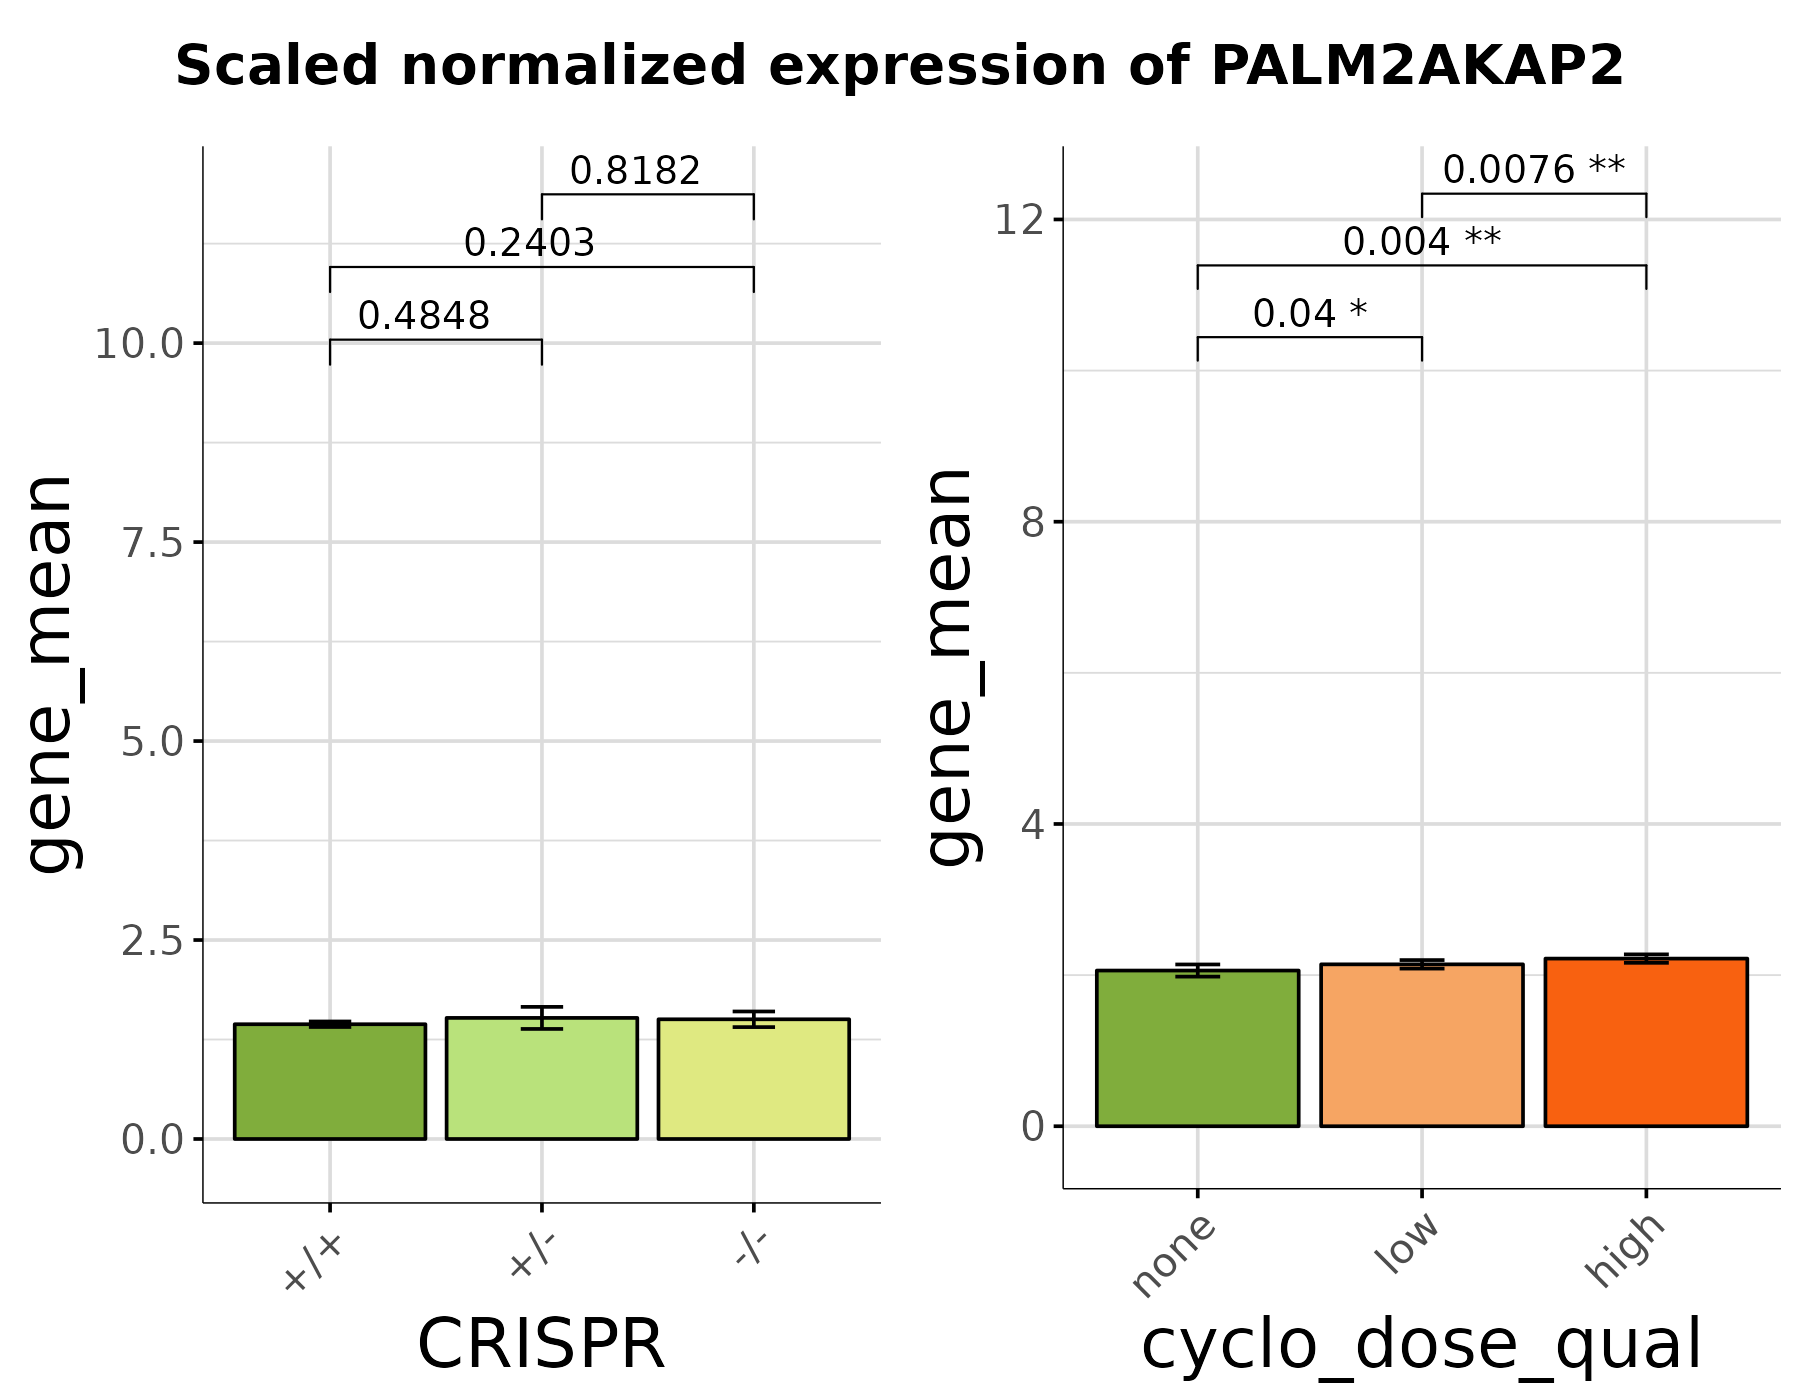 Scaled normalized expression of PALM2AKAP2
gene_mean
10.0
7.5
5.0
2.5
0.0
0.8182
0.2403
0.4848
+/+
+/-
-/-
CRISPR
gene_mean
12
8
4
0
0.0076 **
0.004 **
0.04 *
none
low
high
cyclo_dose_qual